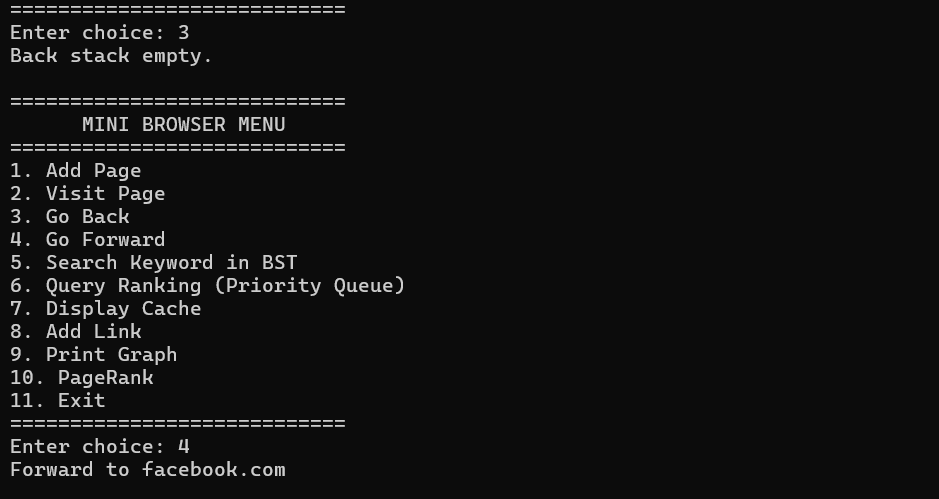 ============================
Enter choice: 3
Back stack empty.
============================
MINI BROWSER MENU
============================
1. Add Page
2. Visit Page
3. Go Back
4. Go Forward
5. Search Keyword in BST
6. Query Ranking (Priority Queue)
7. Display Cache
8. Add Link
9. Print Graph
10. PageRank
11. Exit
============================
Enter choice: 4
Forward to facebook.com